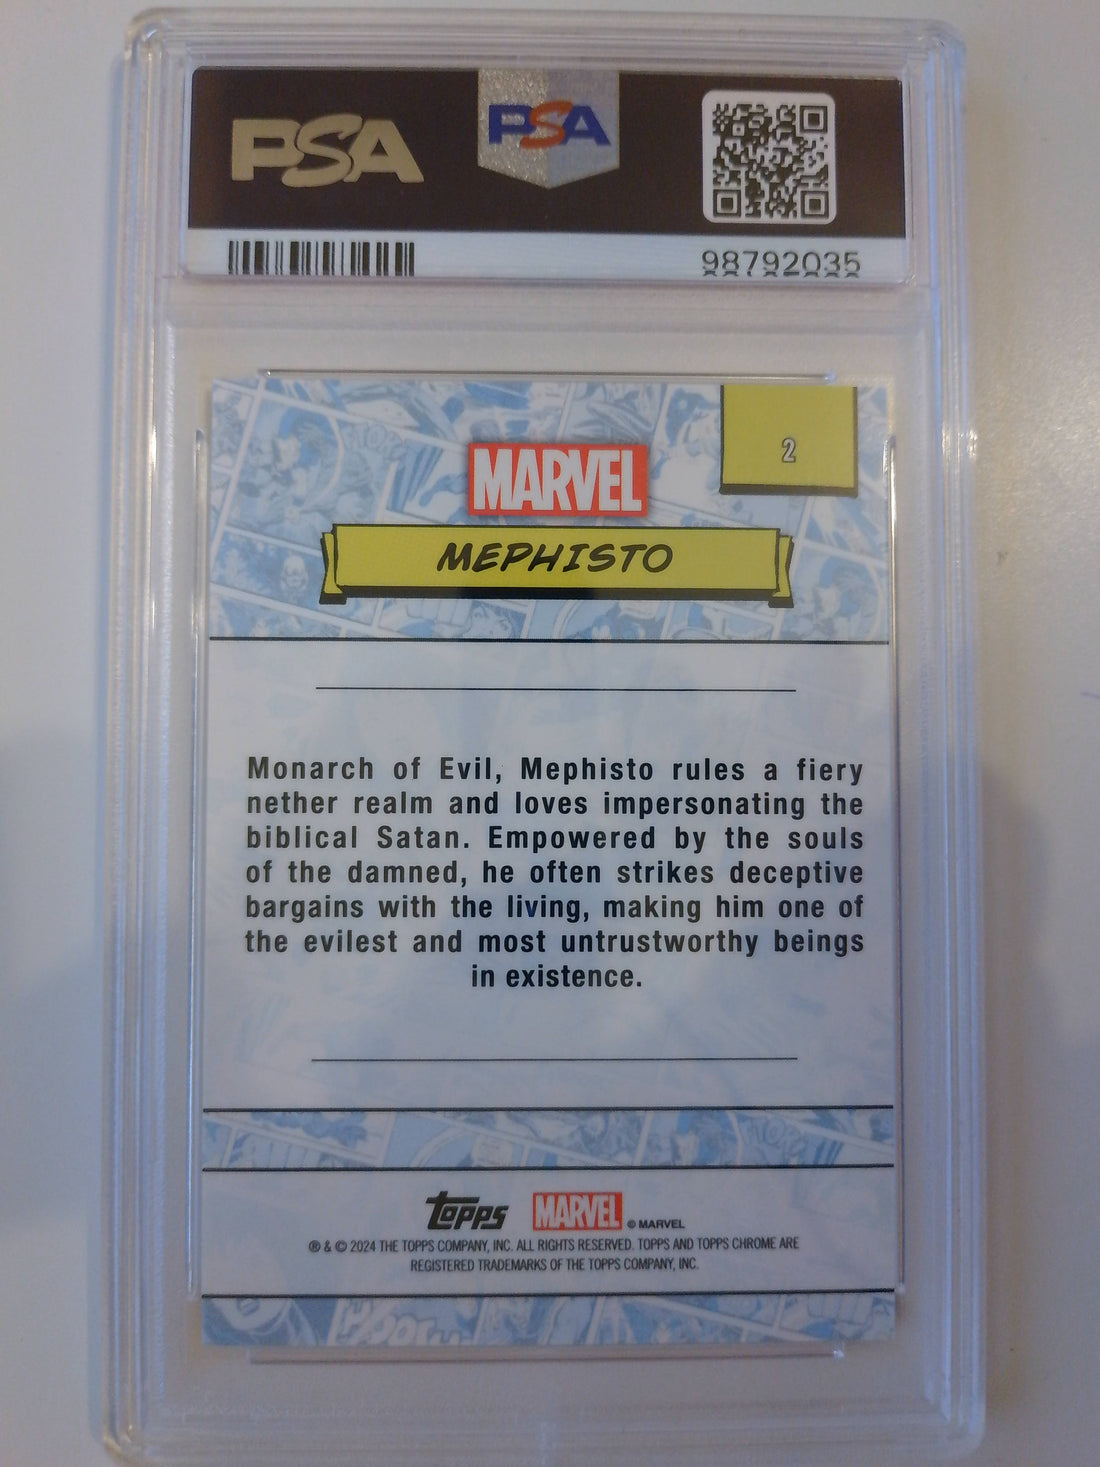 PSA PSA
98792035
2
MARVEL
MEPHISTO
Monarch of Evil, Mephisto rules a fiery
nether realm and loves impersonating the
biblical Satan. Empowered by the souls
of the damned, he often strikes deceptive
bargains with the living, making him one of
the evilest and most untrustworthy beings
in existence.
Topps MARVEL © MARVEL
® & © 2024 THE TOPPS COMPANY, INC. ALL RIGHTS RESERVED. TOPPS AND TOPPS CHROME ARE
REGISTERED TRADEMARKS OF THE TOPPS COMPANY, INC.